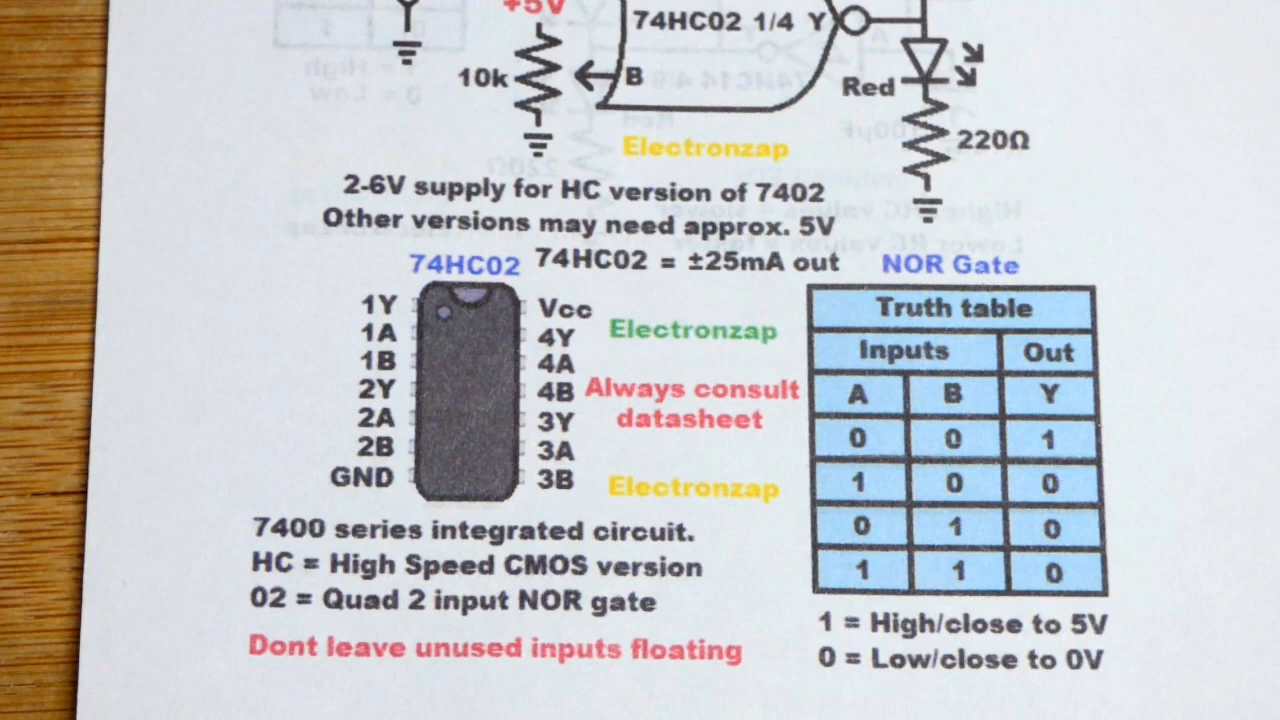 +5V
74HC02 1/4 Y
10k
B
Red
220Ω
Electronzap
2-6V supply for HC version of 7402
Other versions may need approx. 5V
74HC02 74HC02 = ±25mA out
NOR Gate
1Y
1A
1B
2Y
2A
2B
GND
Vcc
4Y
4A
4B
3Y
3A
3B
Electronzap
Always consult
datasheet
Electronzap
Truth table
Inputs Out
A B Y
0 0 1
1 0 0
0 1 0
1 1 0
7400 series integrated circuit.
HC = High Speed CMOS version
02 = Quad 2 input NOR gate
Dont leave unused inputs floating
1 = High/close to 5V
0 = Low/close to 0V